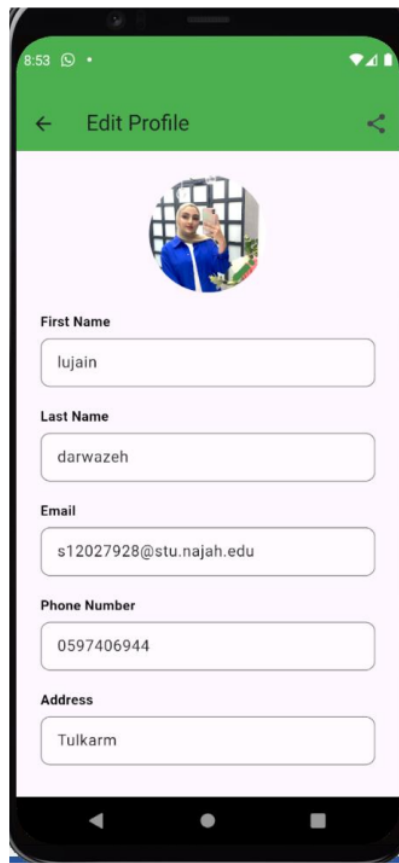 8:53
Edit Profile
First Name
lujain
Last Name
darwazeh
Email
s12027928@stu.najah.edu
Phone Number
0597406944
Address
Tulkarm